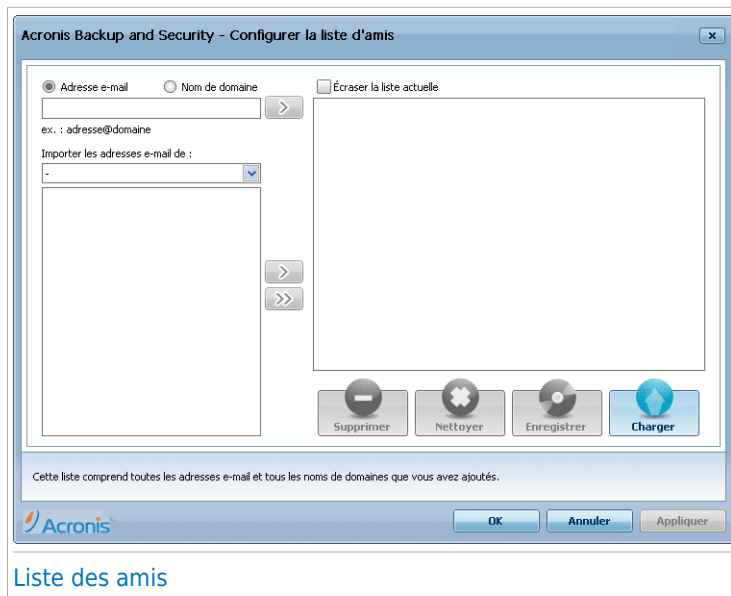 Acronis Backup and Security - Configurer la liste d'amis
Adresse e-mail
Nom de domaine
Écraser la liste actuelle
ex. : adresse@domaine
Importer les adresses e-mail de :
-
Supprimer
Nettoyer
Enregistrer
Charger
Cette liste comprend toutes les adresses e-mail et tous les noms de domaines que vous avez ajoutés.
Acronis
OK
Annuler
Appliquer
Liste des amis